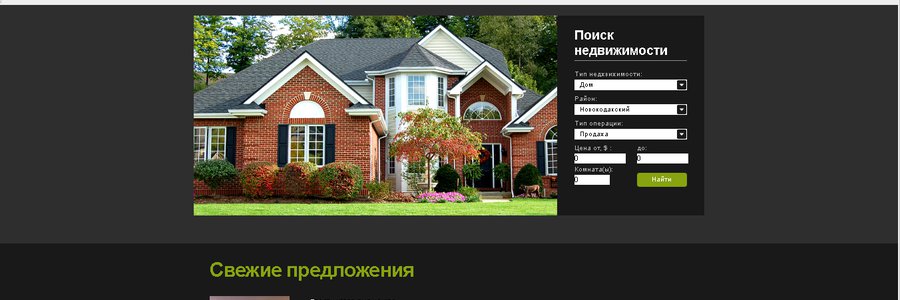 Поиск
недвижимости
Тип недвижимости:
Дом
Район:
Новокодакский
Тип операции:
Продажа
Цена от, $ : до:
0 0
Комната(ы):
0 Найти
Свежие предложения